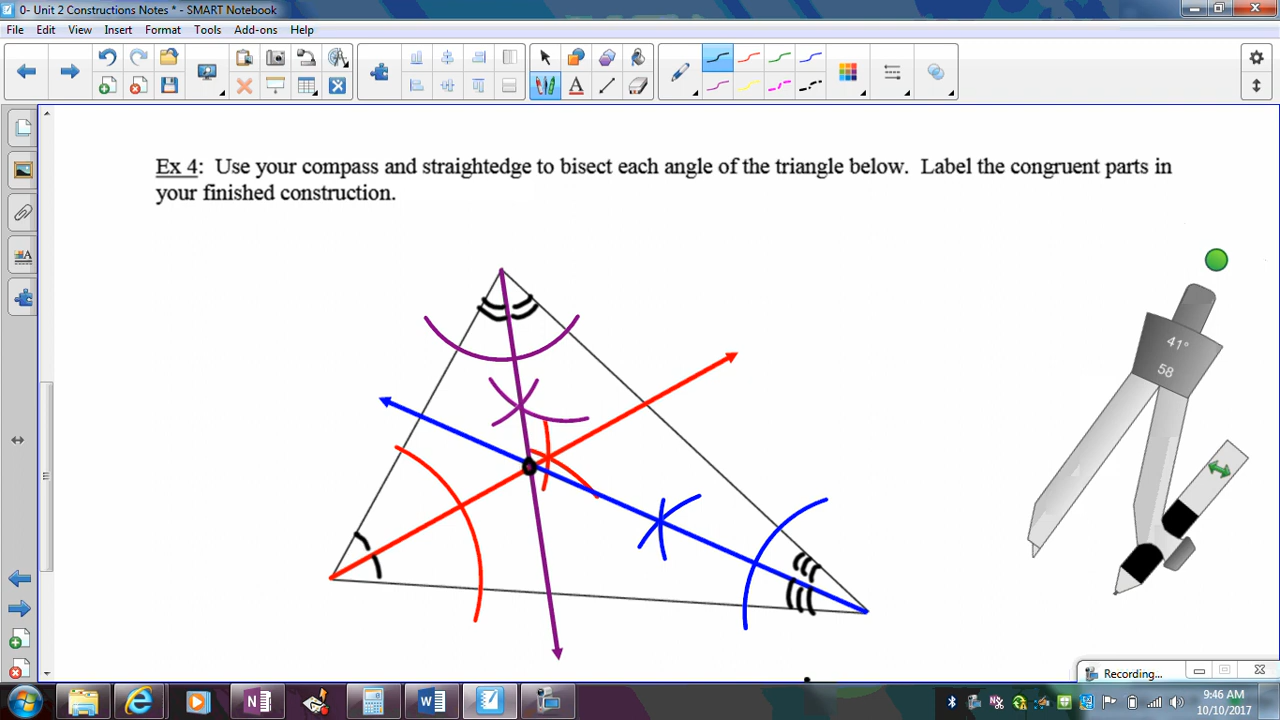 0- Unit 2 Constructions Notes * - SMART Notebook
File Edit View Insert Format Tools Add-ons Help
Ex 4: Use your compass and straightedge to bisect each angle of the triangle below. Label the congruent parts in
your finished construction.
41°
58
Recording...
9:46 AM
10/10/2017